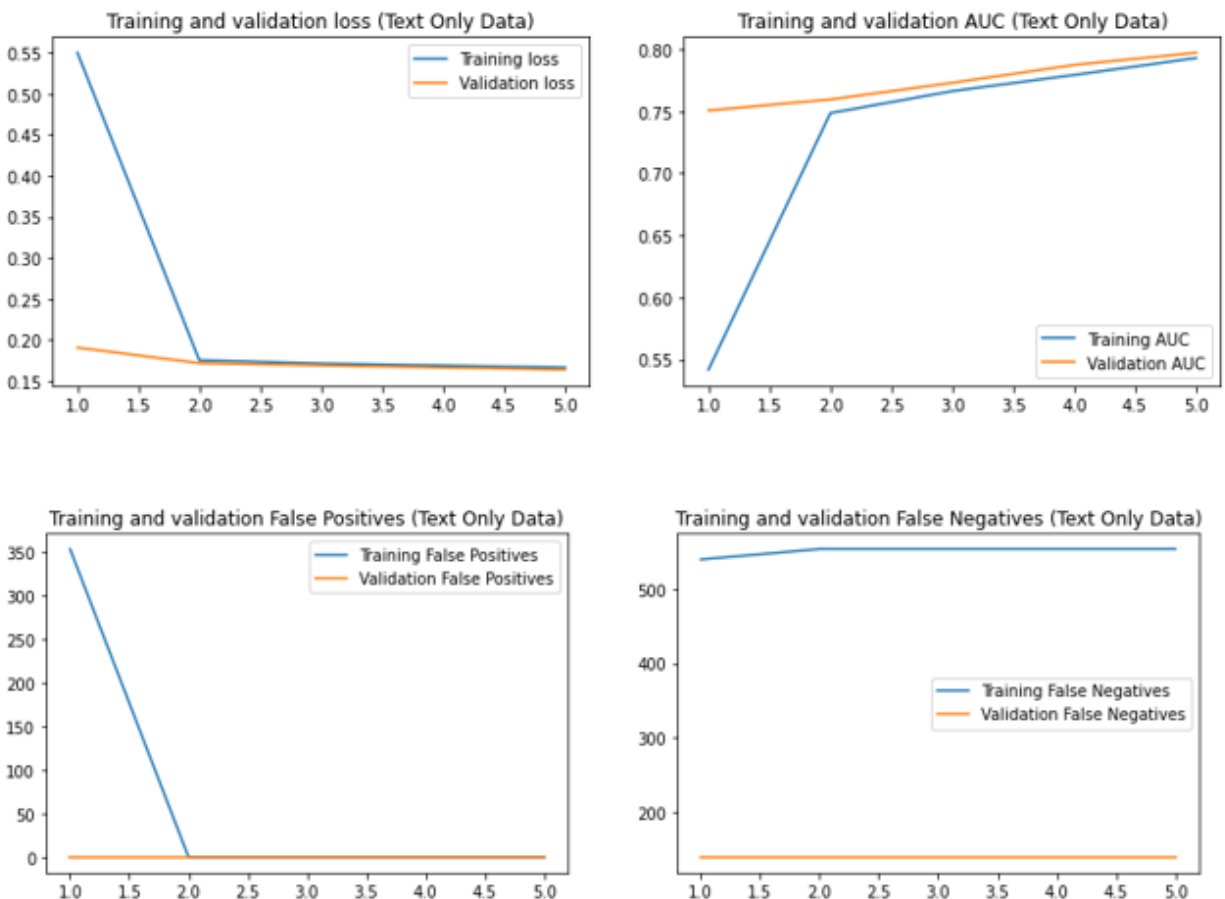 Training and validation loss (Text Only Data)
0.55
0.50
0.45
0.40
0.35
0.30
0.25
0.20
0.15
Training loss
Validation loss
1.0 1.5 2.0 2.5 3.0 3.5 4.0 4.5 5.0
Training and validation AUC (Text Only Data)
0.80
0.75
0.70
0.65
0.60
0.55
Training AUC
Validation AUC
1.0 1.5 2.0 2.5 3.0 3.5 4.0 4.5 5.0
Training and validation False Positives (Text Only Data)
350
300
250
200
150
100
50
0
Training False Positives
Validation False Positives
1.0 1.5 2.0 2.5 3.0 3.5 4.0 4.5 5.0
Training and validation False Negatives (Text Only Data)
500
400
300
200
Training False Negatives
Validation False Negatives
1.0 1.5 2.0 2.5 3.0 3.5 4.0 4.5 5.0